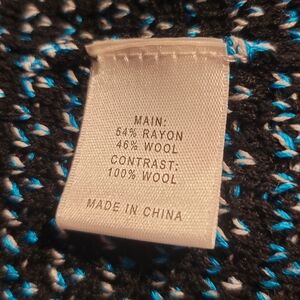 MAIN:
54% RAYON
46% WOOL
CONTRAST:
100% WOOL
MADE IN CHINA